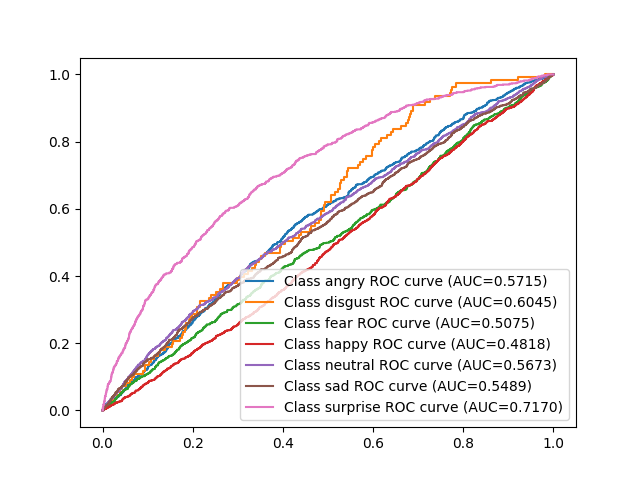 1.0
0.8
0.6
0.4
0.2
0.0
Class angry ROC curve (AUC=0.5715)
Class disgust ROC curve (AUC=0.6045)
Class fear ROC curve (AUC=0.5075)
Class happy ROC curve (AUC=0.4818)
Class neutral ROC curve (AUC=0.5673)
Class sad ROC curve (AUC=0.5489)
Class surprise ROC curve (AUC=0.7170)
0.0 0.2 0.4 0.6 0.8 1.0